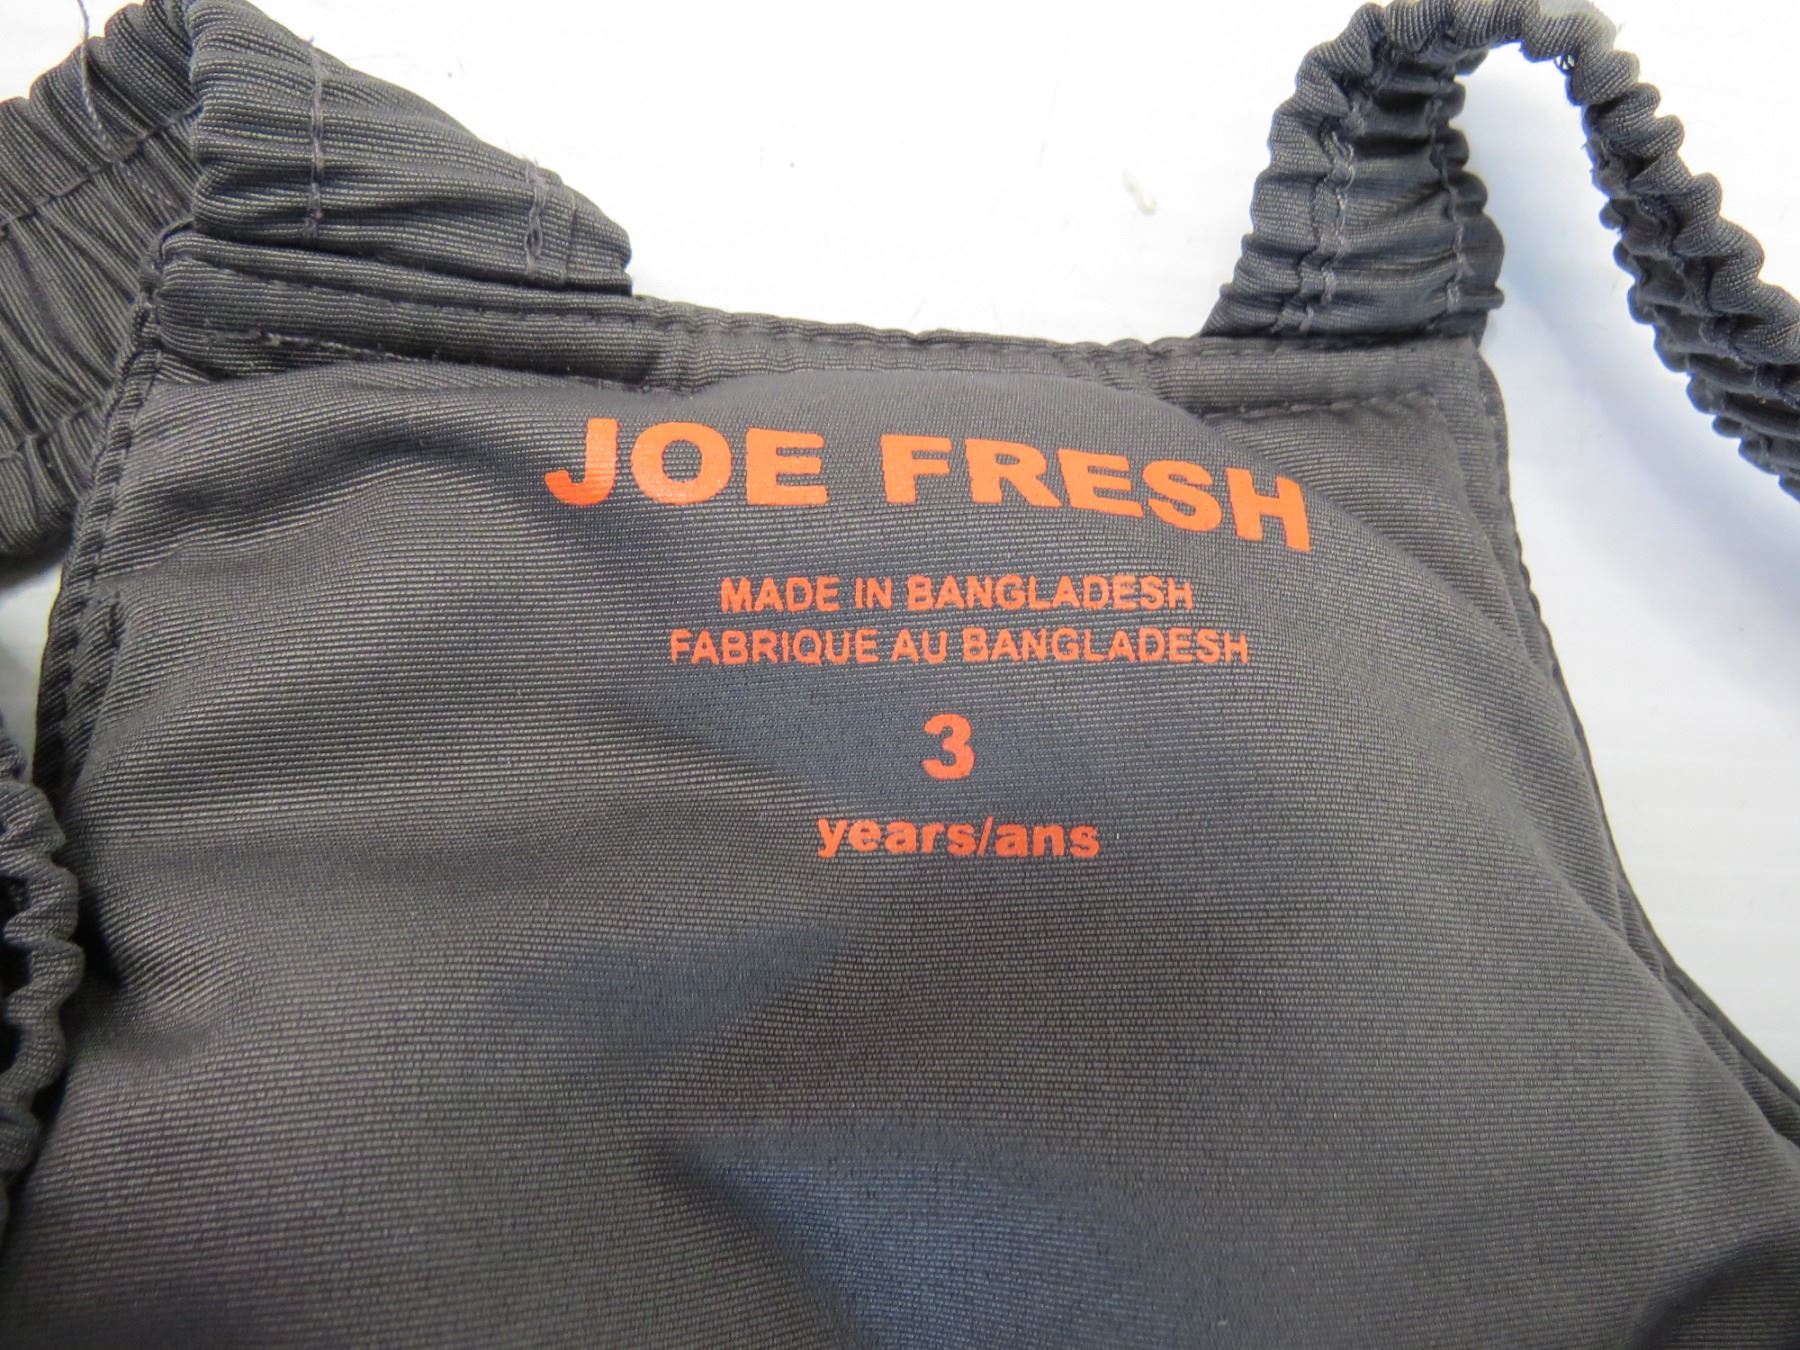 JOE FRESH
MADE IN BANGLADESH
FABRIQUE AU BANGLADESH
3
years/ans